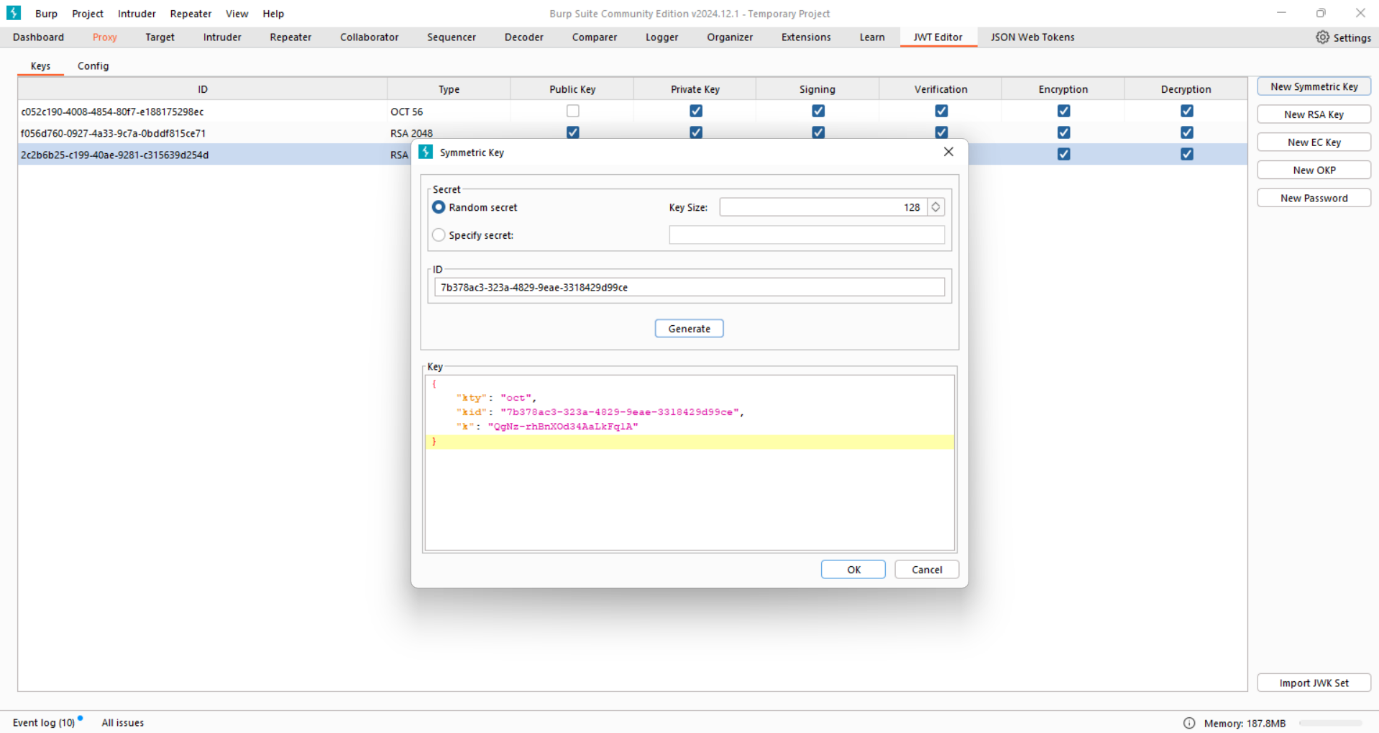 Burp Project Intruder Repeater View Help Burp Suite Community Edition v2024.12.1 - Temporary Project
Dashboard Proxy Target Intruder Repeater Collaborator Sequencer Decoder Comparer Logger Organizer Extensions Learn JWT Editor JSON Web Tokens Settings
Keys Config
ID Type Public Key Private Key Signing Verification Encryption Decryption New Symmetric Key
c052c190-4008-4854-80f7-e188175298ec OCT 56
New RSA Key
f056d760-0927-4a33-9c7a-0bddf815ce71 RSA 2048
New EC Key
2c2b6b25-c199-40ae-9281-c315639d254d RSA
Symmetric Key
New OKP
New Password
Secret
Random secret Key Size: 128
Specify secret:
ID
7b378ac3-323a-4829-9eae-3318429d99ce
Generate
Key
{
"kty": "oct",
"kid": "7b378ac3-323a-4829-9eae-3318429d99ce",
"k": "QgNz-rhBnXOd34AaLkFq1A"
}
OK Cancel
Import JWK Set
Event log (10) All issues Memory: 187.8MB